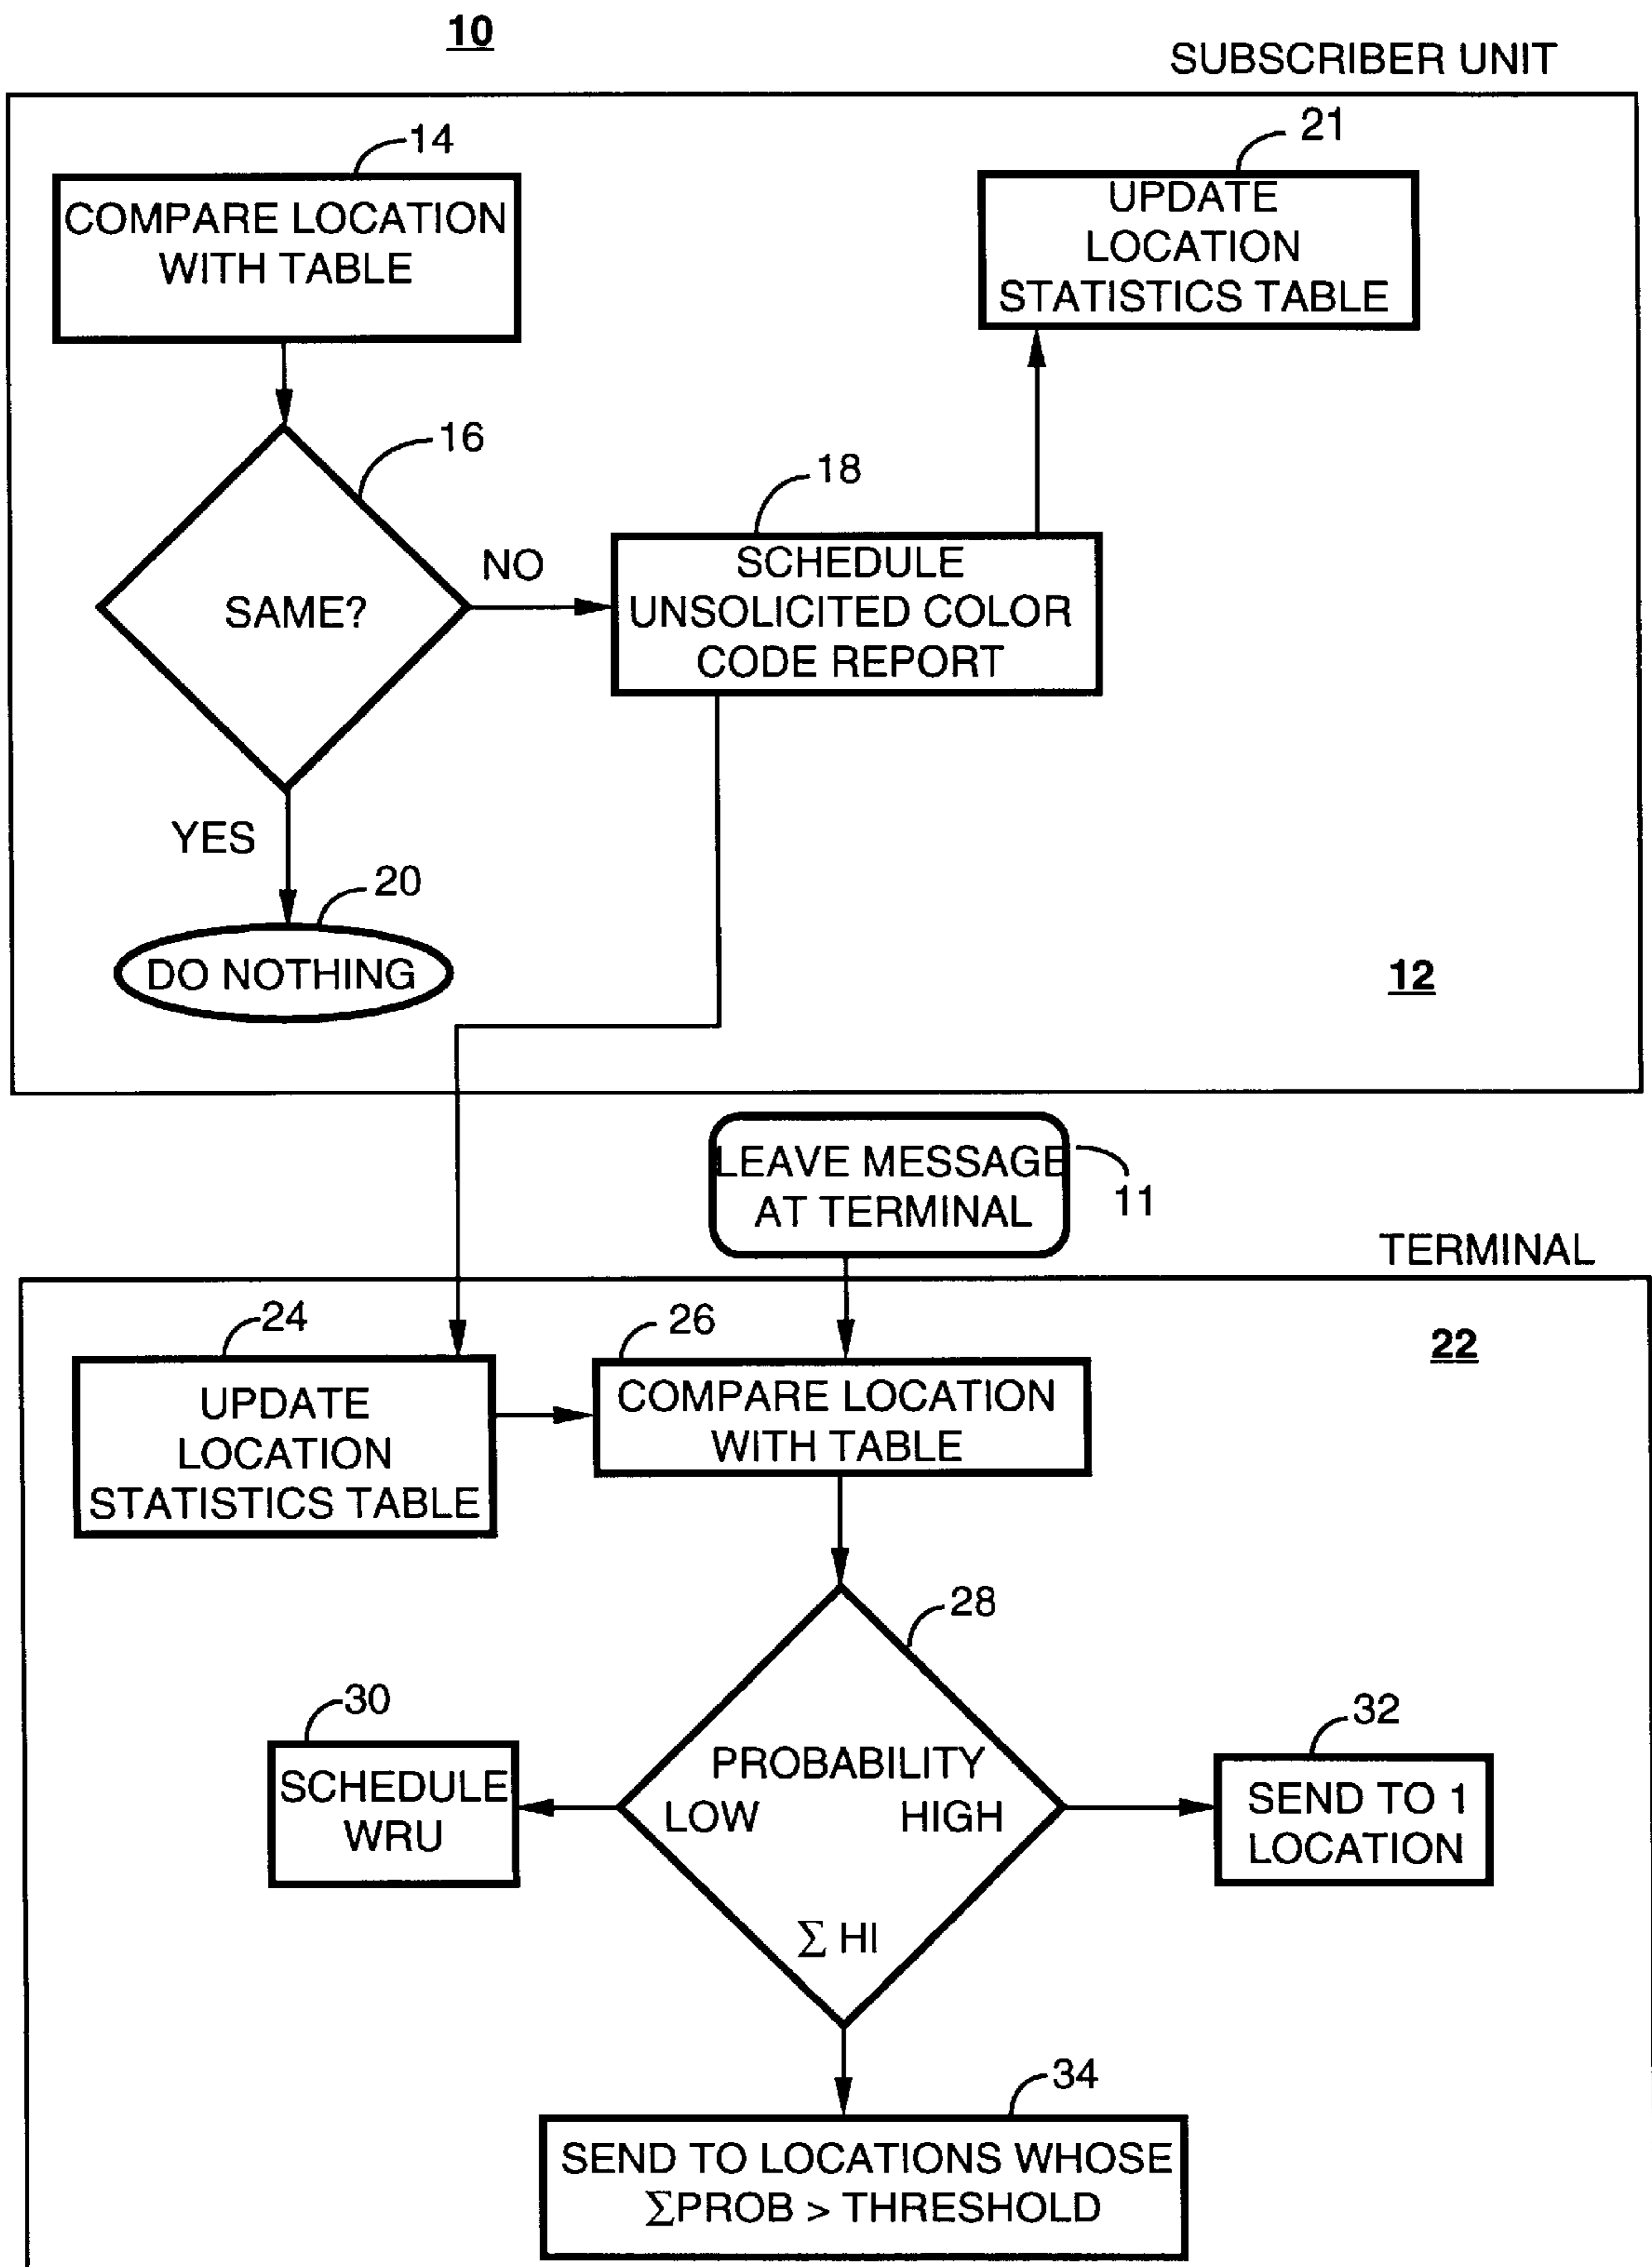 10
SUBSCRIBER UNIT
14
COMPARE LOCATION
WITH TABLE
21
UPDATE
LOCATION
STATISTICS TABLE
16
SAME?
NO
18
SCHEDULE
UNSOLICITED COLOR
CODE REPORT
YES
20
DO NOTHING
12
LEAVE MESSAGE
AT TERMINAL
11
TERMINAL
22
24
UPDATE
LOCATION
STATISTICS TABLE
26
COMPARE LOCATION
WITH TABLE
28
PROBABILITY
LOW HIGH
Σ HI
30
SCHEDULE
WRU
32
SEND TO 1
LOCATION
34
SEND TO LOCATIONS WHOSE
ΣPROB > THRESHOLD